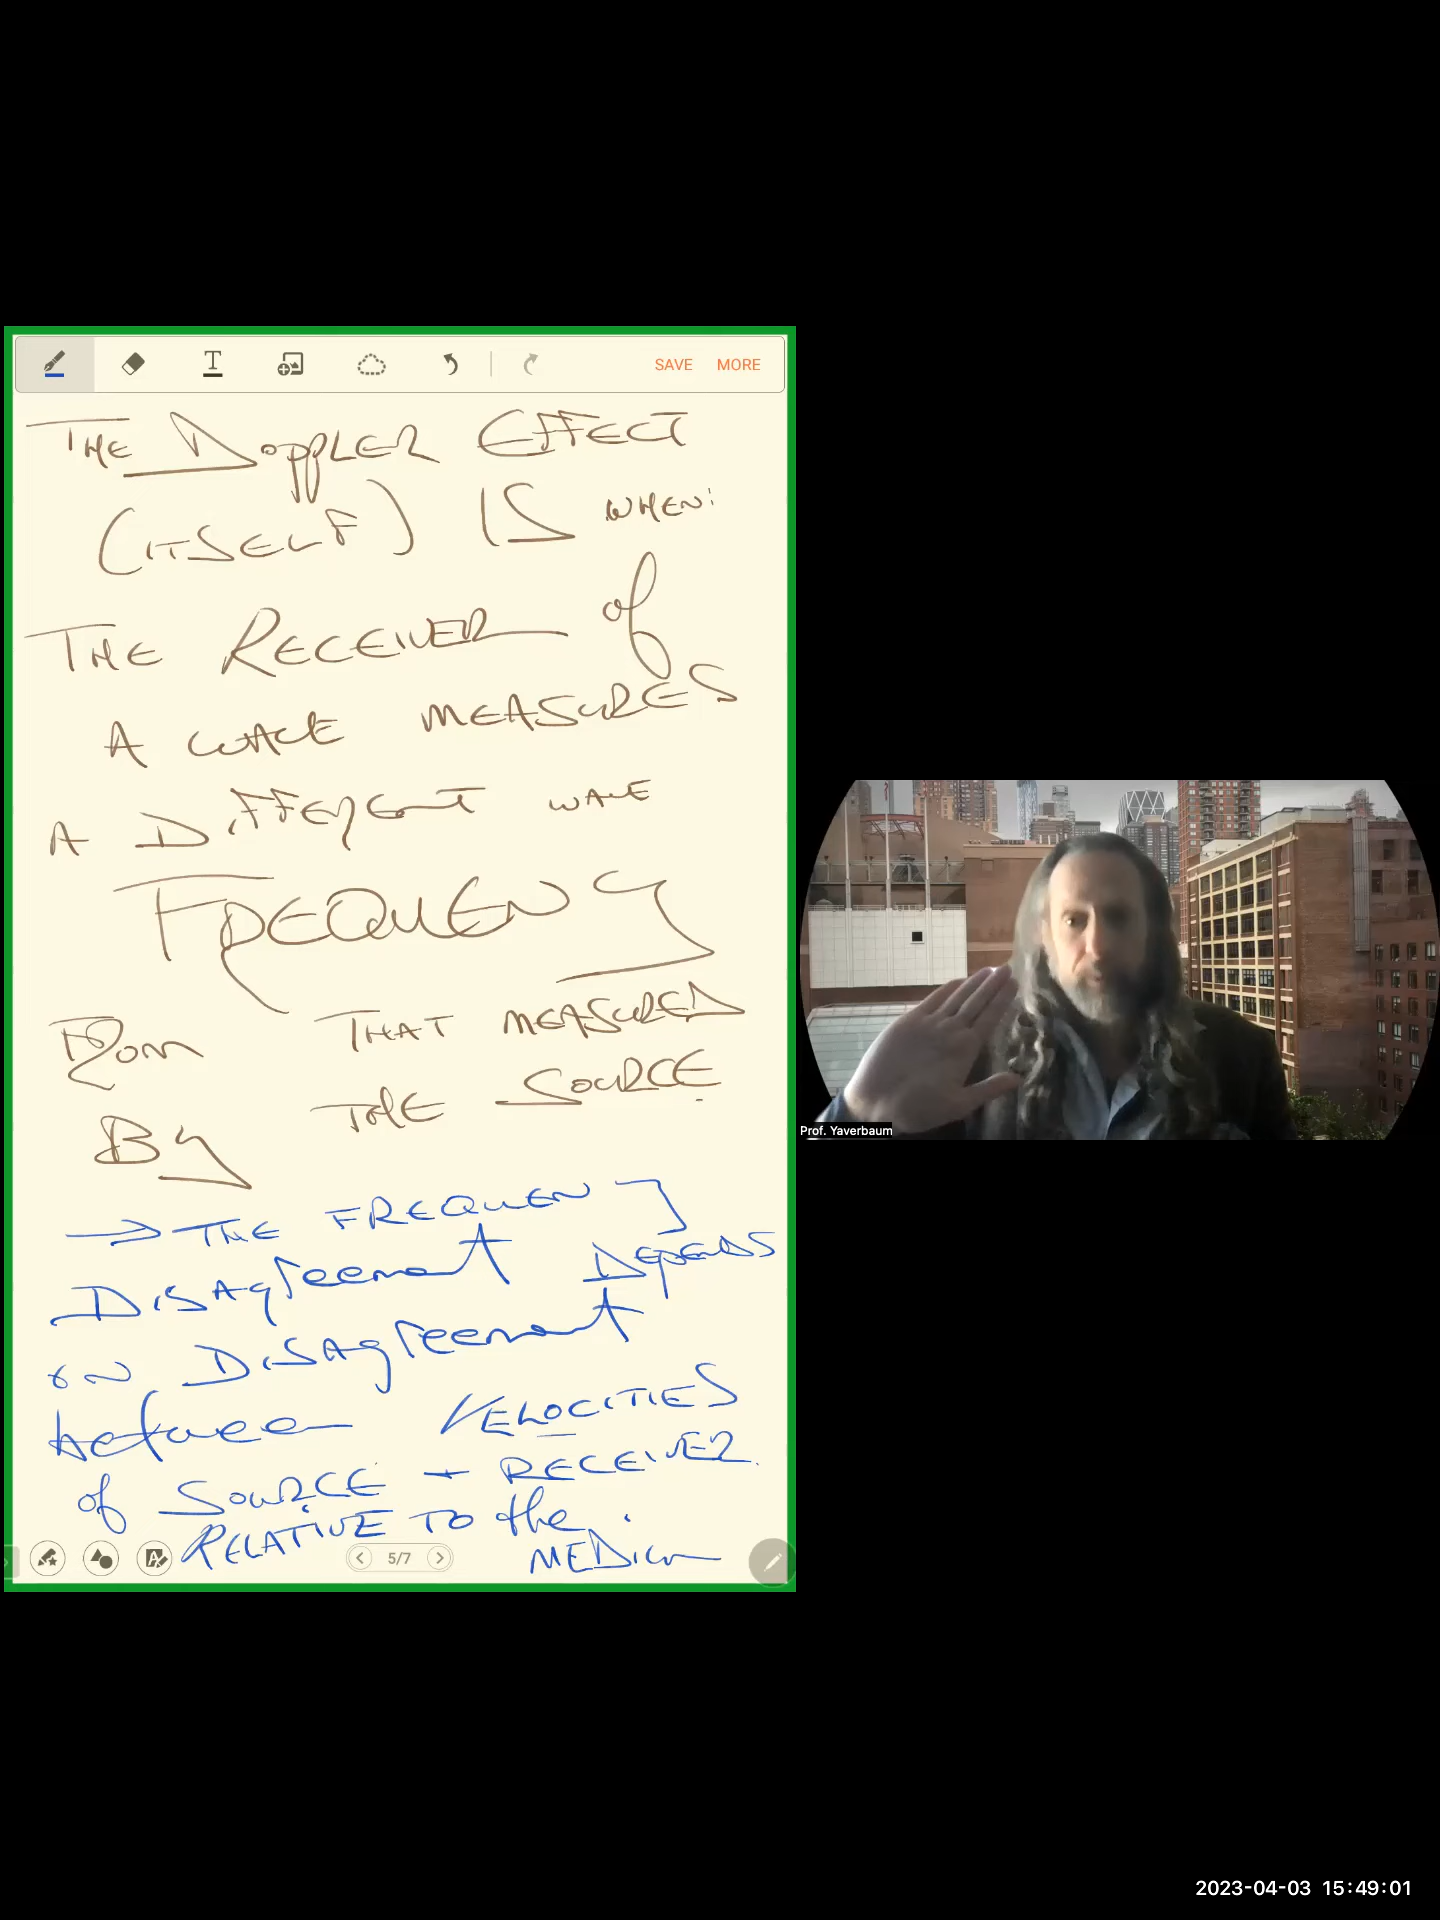 SAVE MORE
THE DOPPLER EFFECT
(ITSELF) IS WHEN:
THE RECEIVER of
A WAVE MEASURES
A DIFFERENT WAVE
FREQUENCY
FROM THAT MEASURED
By THE SOURCE.
→ THE FREQUENCY
DISAgreement DEpenDS
ON DISAgreement
between VELOCITIES
of SOURCE + RECEIVER.
RELATIVE TO the
MEDIUM
5/7
Prof. Yaverbaum
2023-04-03 15:49:01